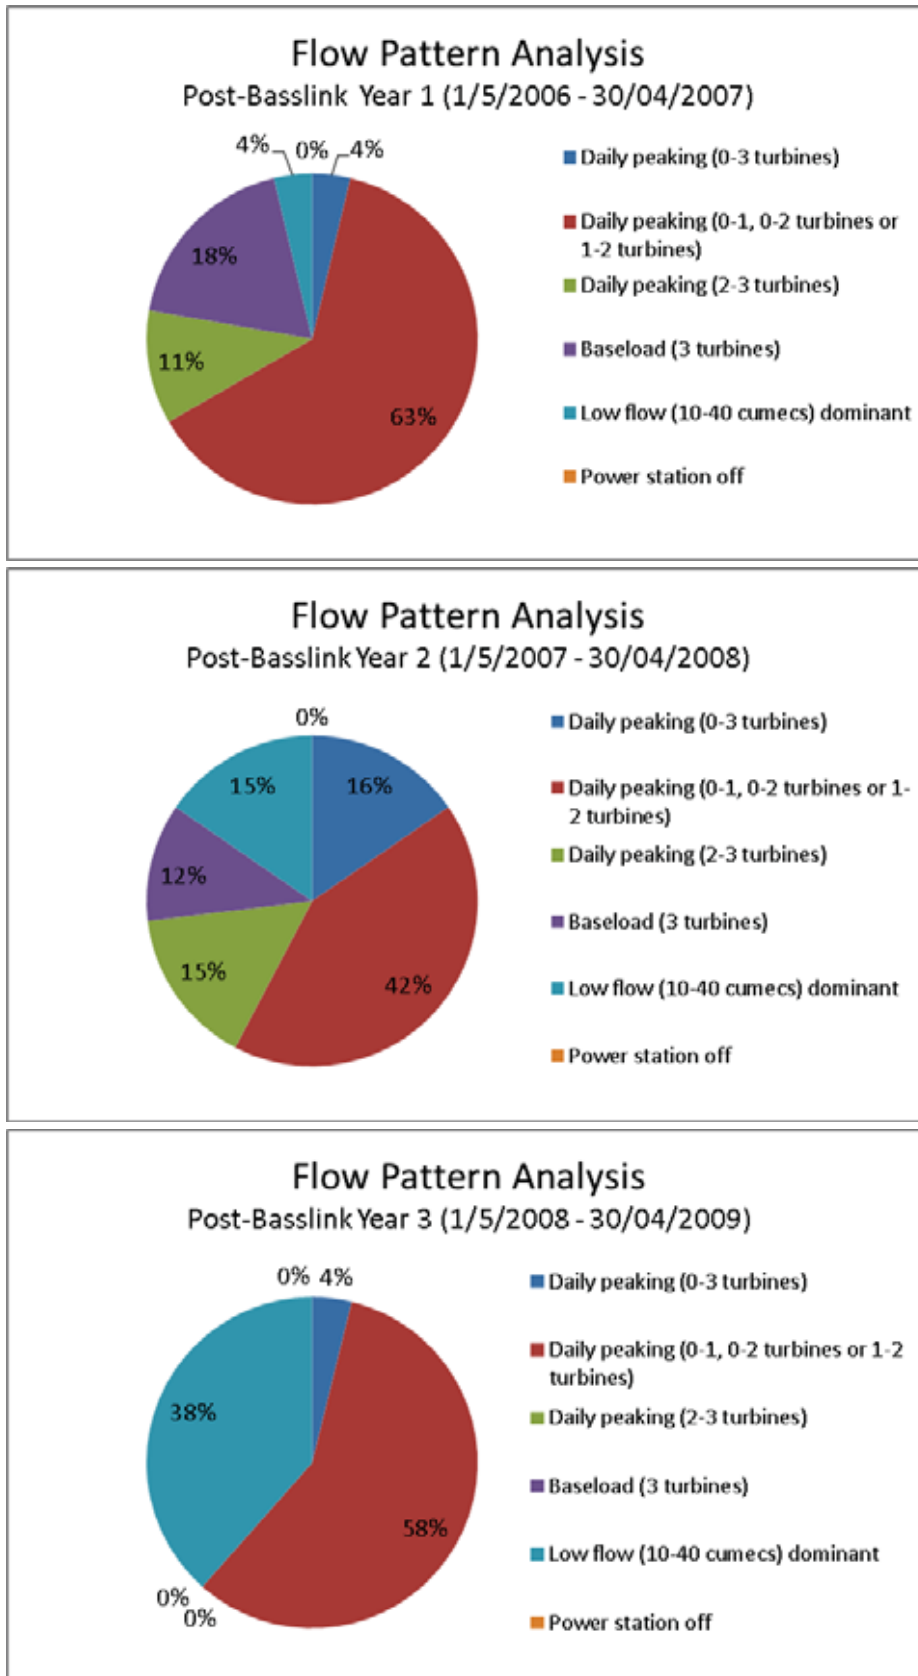 Flow Pattern Analysis
Post-Basslink Year 1 (1/5/2006 - 30/04/2007)
4%
0%
4%
18%
11%
63%
Daily peaking (0-3 turbines)
Daily peaking (0-1, 0-2 turbines or
1-2 turbines)
Daily peaking (2-3 turbines)
Baseload (3 turbines)
Low flow (10-40 cumecs) dominant
Power station off
Flow Pattern Analysis
Post-Basslink Year 2 (1/5/2007 - 30/04/2008)
0%
15%
16%
12%
15%
42%
Daily peaking (0-3 turbines)
Daily peaking (0-1, 0-2 turbines or 1-
2 turbines)
Daily peaking (2-3 turbines)
Baseload (3 turbines)
Low flow (10-40 cumecs) dominant
Power station off
Flow Pattern Analysis
Post-Basslink Year 3 (1/5/2008 - 30/04/2009)
0%
4%
38%
58%
0%
0%
Daily peaking (0-3 turbines)
Daily peaking (0-1, 0-2 turbines or 1-2
turbines)
Daily peaking (2-3 turbines)
Baseload (3 turbines)
Low flow (10-40 cumecs) dominant
Power station off